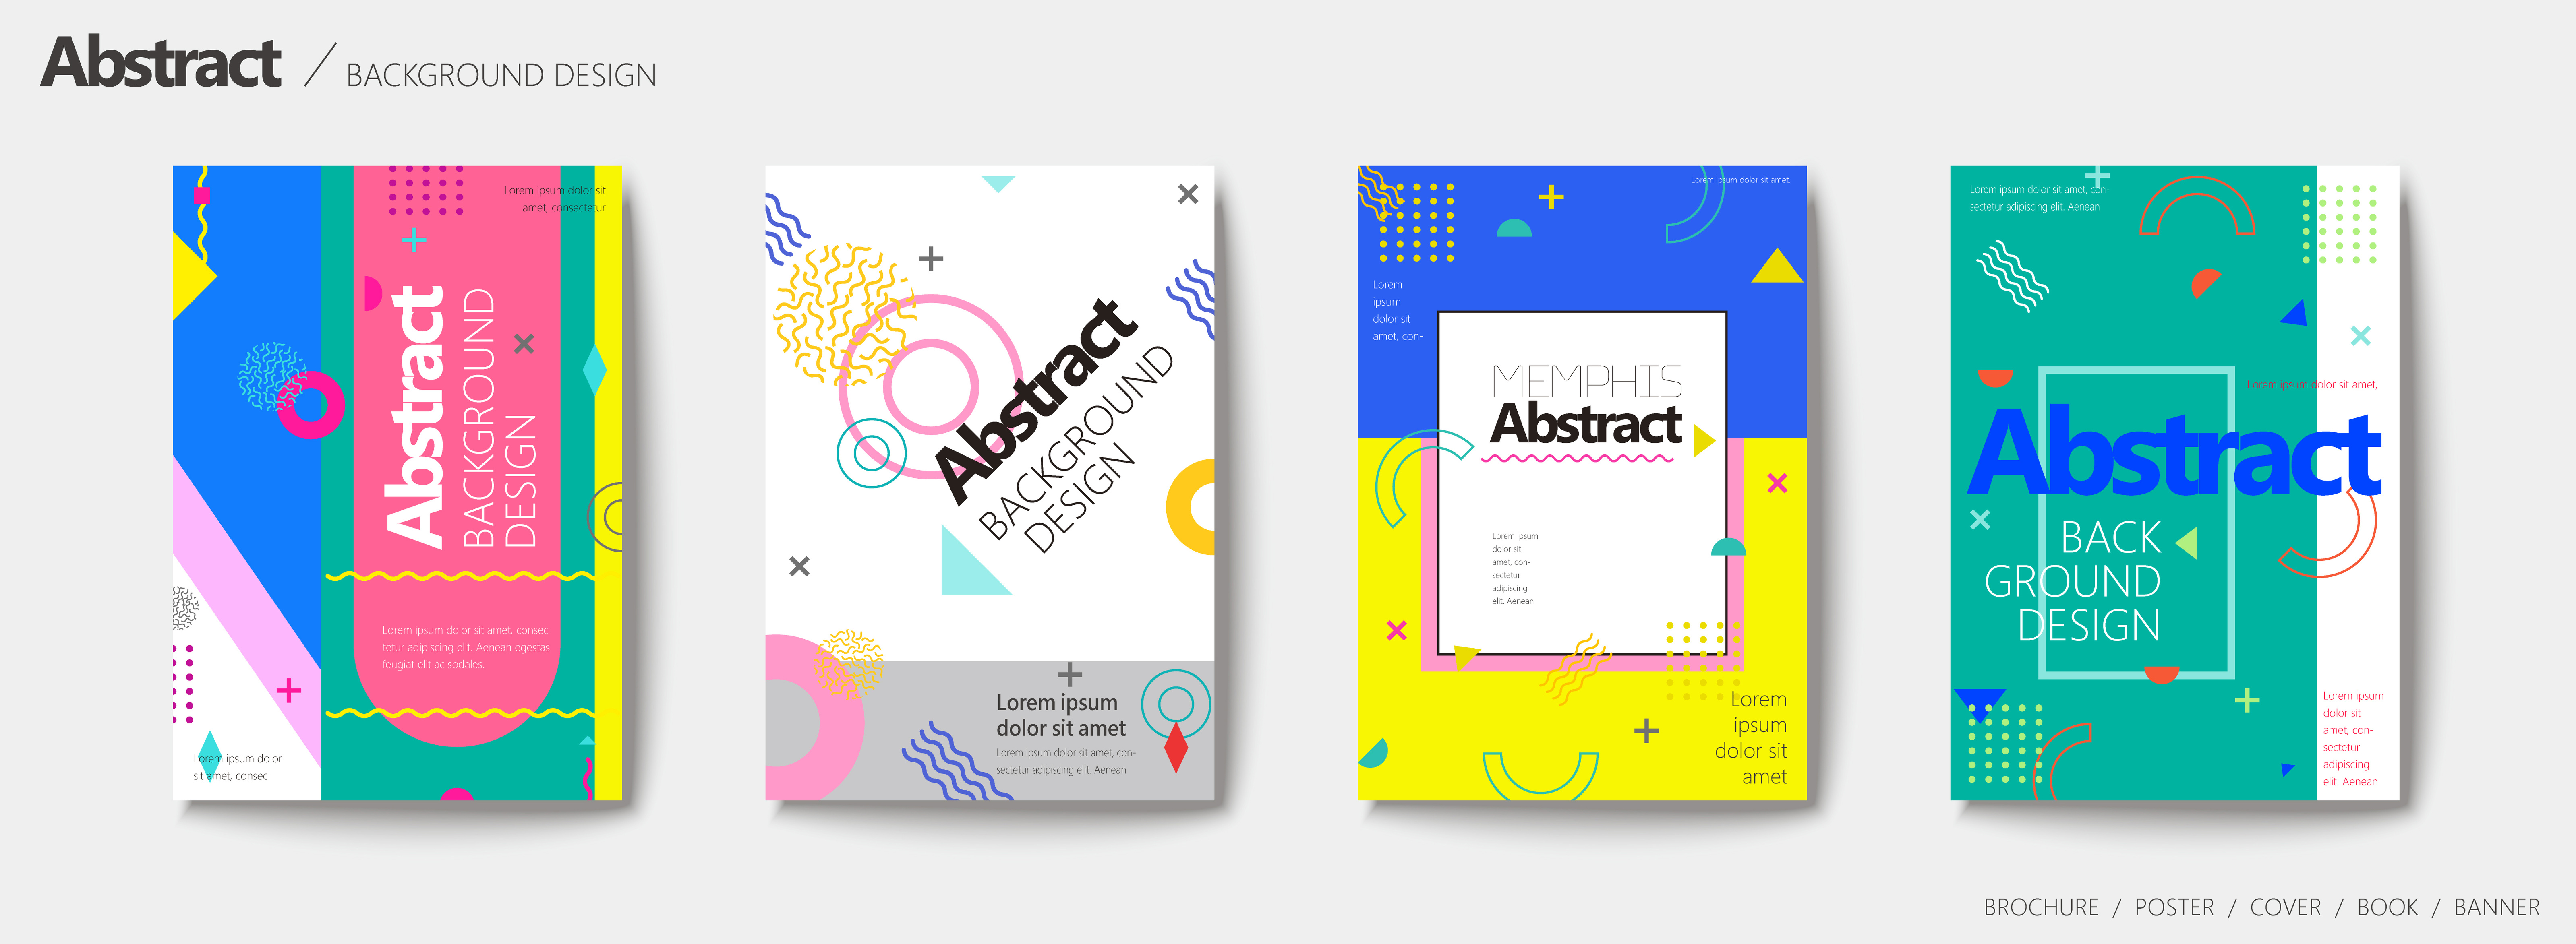 Abstract / BACKGROUND DESIGN
Lorem ipsum dolor sit
amet, consectetur
Abstract
BACKGROUND
DESIGN
Lorem ipsum dolor sit amet. consec
tetur adipiscing elit. Aenean egestas
feugiat elit ac sodales.
Lorem ipsum dolor
sit amet, consec
Abstract
BACKGROUND
DESIGN
Lorem ipsum
dolor sit amet
Lorem ipsum dolor sit amet, con-
sectetur adipiscing elit. Aenean
Lorem ipsum dolor sit amet,
Lorem
ipsum
dolor sit
amet, con-
MEMPHIS
Abstract
Lorem ipsum
dolor sit
amet, con-
sectetur
adipiscing
elit. Aenean
Lorem
ipsum
dolor sit
amet
Lorem ipsum dolor sit amet, con-
sectetur adipiscing elit. Aenean
Lorem ipsum dolor sit amet,
Abstract
BACK
GROUND
DESIGN
Lorem ipsum
dolor sit
amet, con-
sectetur
adipiscing
elit. Aenean
BROCHURE / POSTER / COVER / BOOK / BANNER